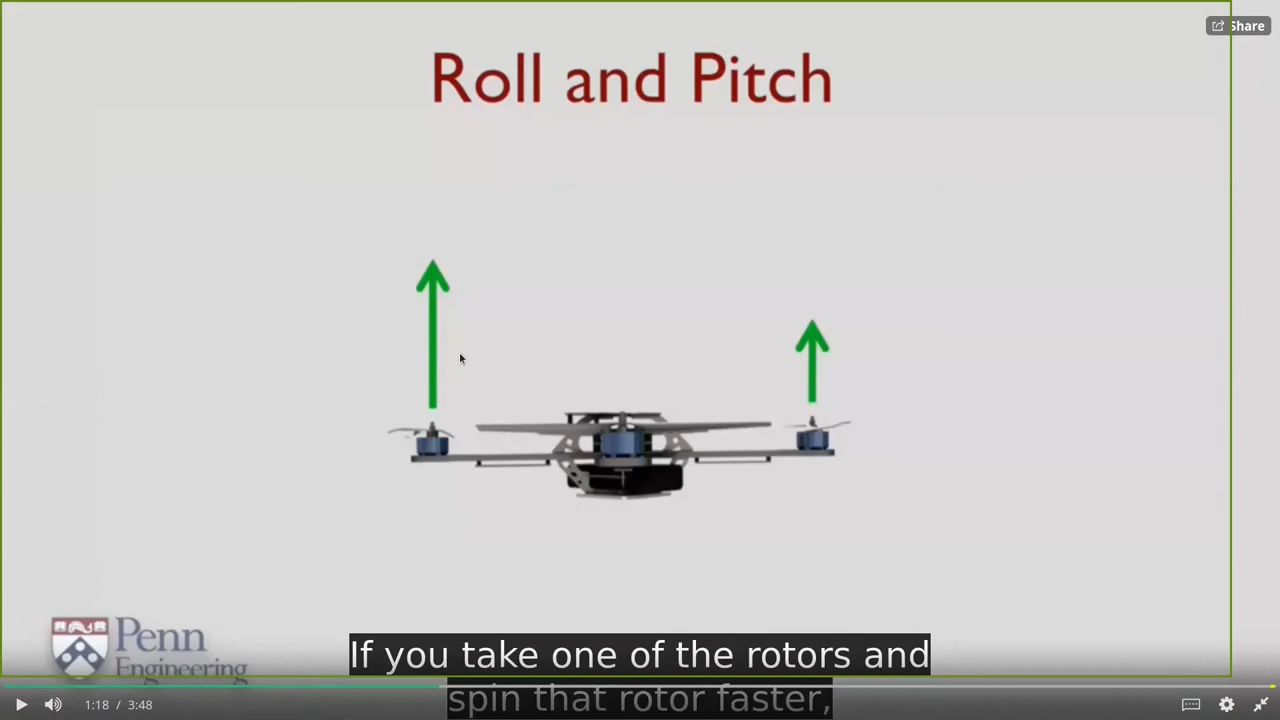 Share
Roll and Pitch
Penn
Engineering
If you take one of the rotors and
spin that rotor faster,
1:18 / 3:48